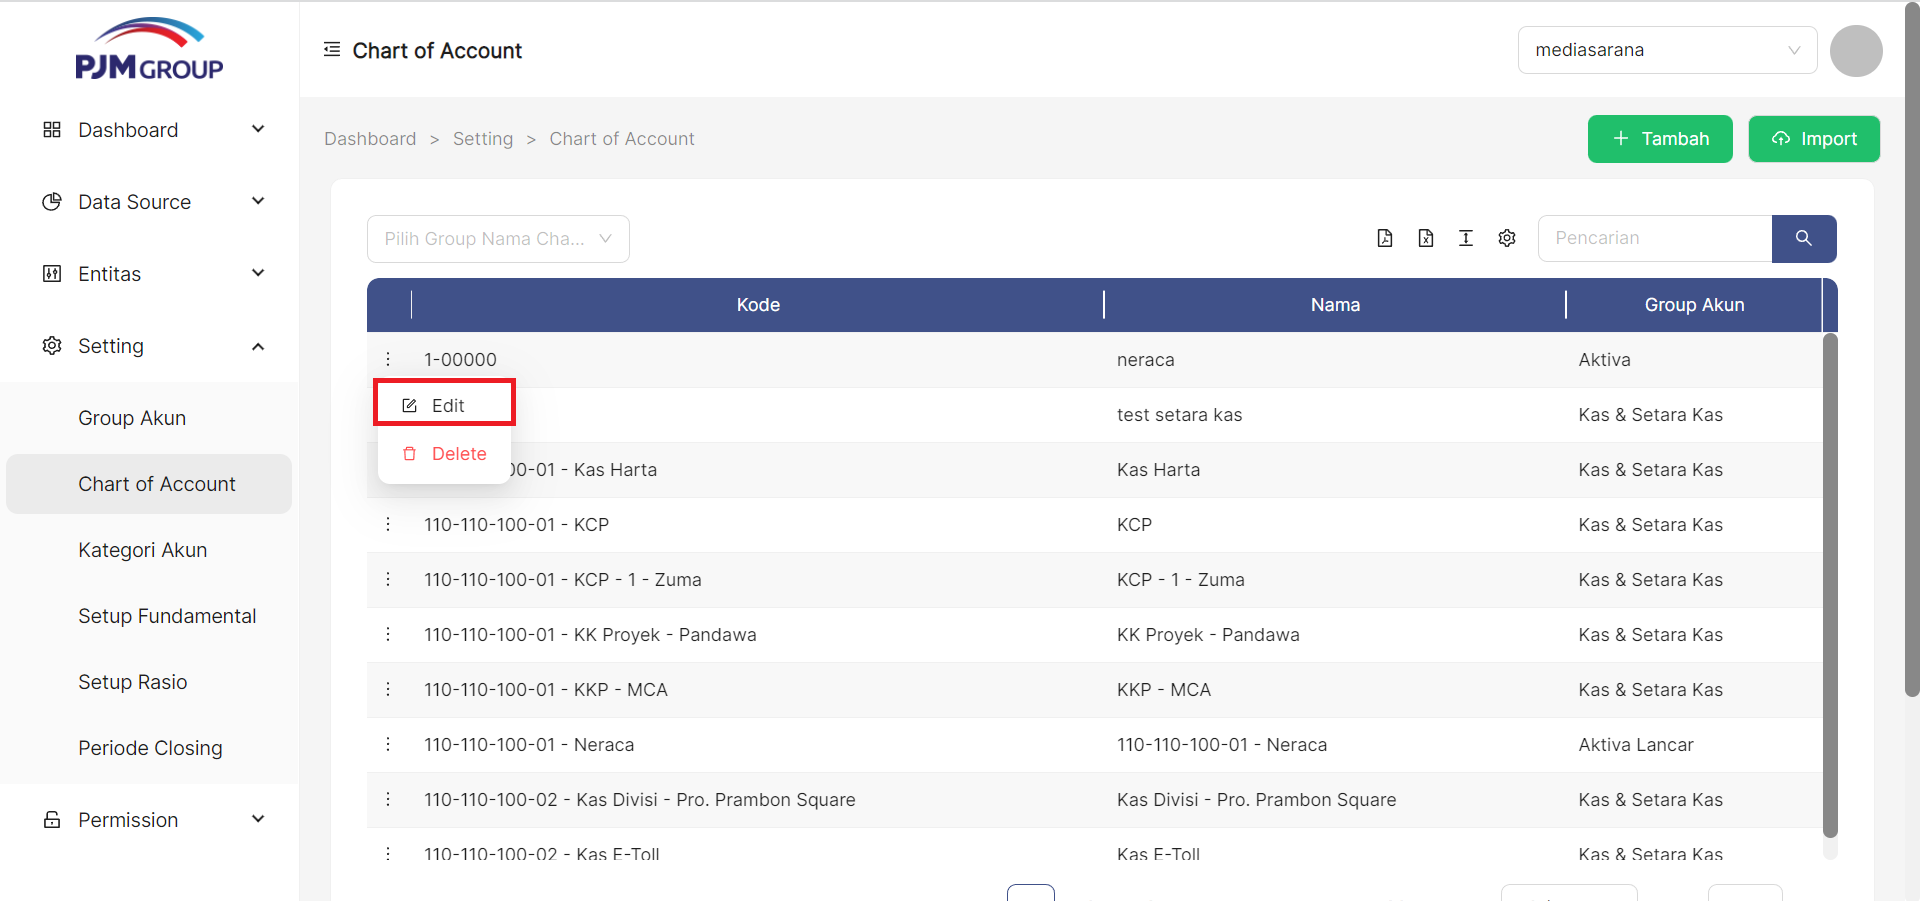 PJM GROUP
Chart of Account
mediasarana
Dashboard
Data Source
Entitas
Setting
Group Akun
Chart of Account
Kategori Akun
Setup Fundamental
Setup Rasio
Periode Closing
Permission
Dashboard > Setting > Chart of Account
+ Tambah
Import
Pilih Group Nama Cha...
Pencarian
Kode Nama Group Akun
1-00000 neraca Aktiva
Edit
test setara kas Kas & Setara Kas
Delete
00-01 - Kas Harta Kas Harta Kas & Setara Kas
110-110-100-01 - KCP KCP Kas & Setara Kas
110-110-100-01 - KCP - 1 - Zuma KCP - 1 - Zuma Kas & Setara Kas
110-110-100-01 - KK Proyek - Pandawa KK Proyek - Pandawa Kas & Setara Kas
110-110-100-01 - KKP - MCA KKP - MCA Kas & Setara Kas
110-110-100-01 - Neraca 110-110-100-01 - Neraca Aktiva Lancar
110-110-100-02 - Kas Divisi - Pro. Prambon Square Kas Divisi - Pro. Prambon Square Kas & Setara Kas
110-110-100-02 - Kas E-Toll Kas E-Toll Kas & Setara Kas